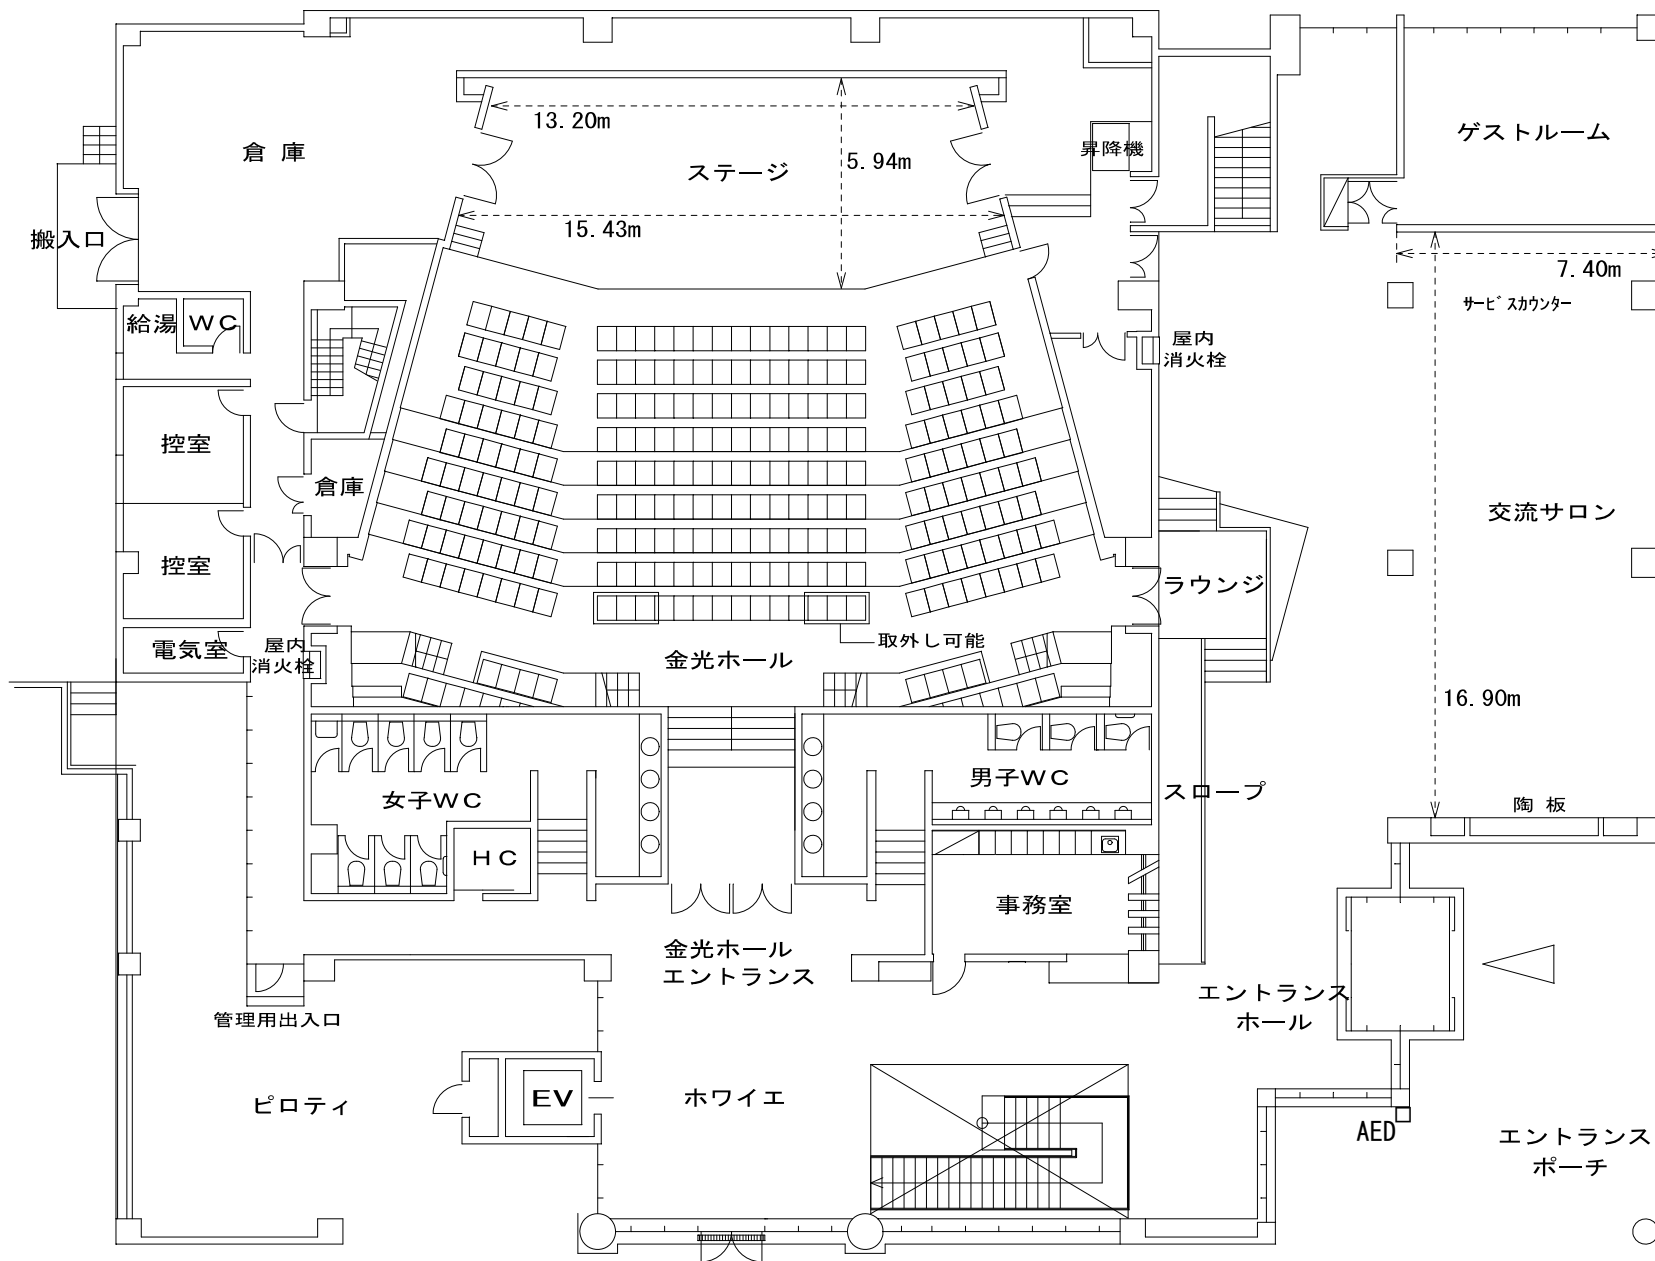 13.20m
倉 庫
ステージ
5.94m
昇降機
ゲストルーム
搬入口
15.43m
7.40m
給湯
WC
サービスカウンター
屋内
消火栓
控室
倉庫
交流サロン
控室
ラウンジ
電気室
屋内
消火栓
取外し可能
金光ホール
16.90m
女子WC
男子WC
スロープ
陶 板
HC
事務室
金光ホール
エントランス
エントランス
ホール
管理用出入口
ピロティ
EV
ホワイエ
AED
エントランス
ポーチ